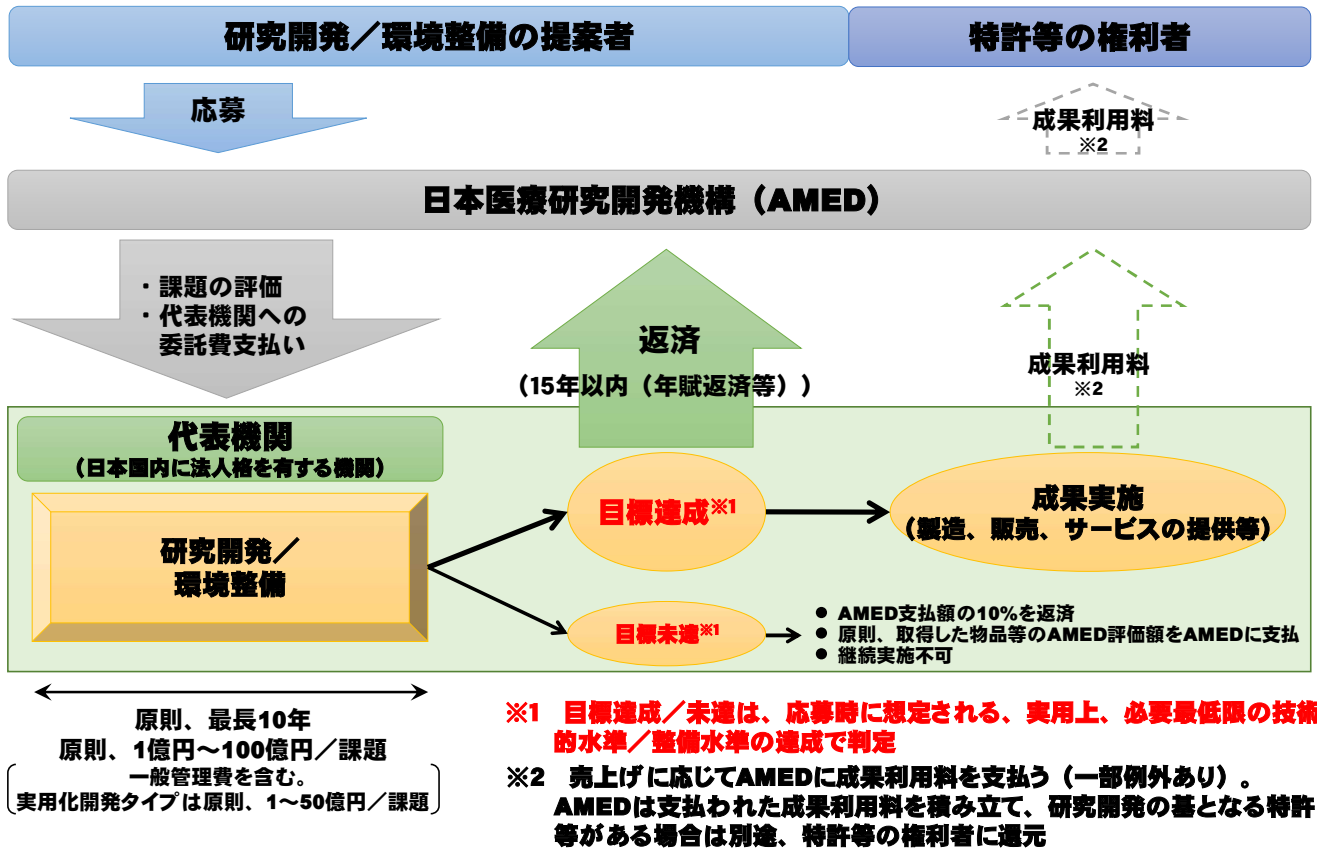 研究開発／環境整備の提案者
特許等の権利者
応募
成果利用料
※2
日本医療研究開発機構（AMED）
・課題の評価
・代表機関への
委託費支払い
返済
（15年以内（年賦返済等））
成果利用料
※2
代表機関
（日本国内に法人格を有する機関）
研究開発／
環境整備
目標達成※1
成果実施
（製造、販売、サービスの提供等）
目標未達※1
● AMED支払額の10%を返済
● 原則、取得した物品等のAMED評価額をAMEDに支払
● 継続実施不可
原則、最長10年
原則、1億円～100億円／課題
一般管理費を含む。
実用化開発タイプは原則、1～50億円／課題
※1　目標達成／未達は、応募時に想定される、実用上、必要最低限の技術
的水準／整備水準の達成で判定
※2　売上げに応じてAMEDに成果利用料を支払う（一部例外あり）。
AMEDは支払われた成果利用料を積み立て、研究開発の基となる特許
等がある場合は別途、特許等の権利者に還元